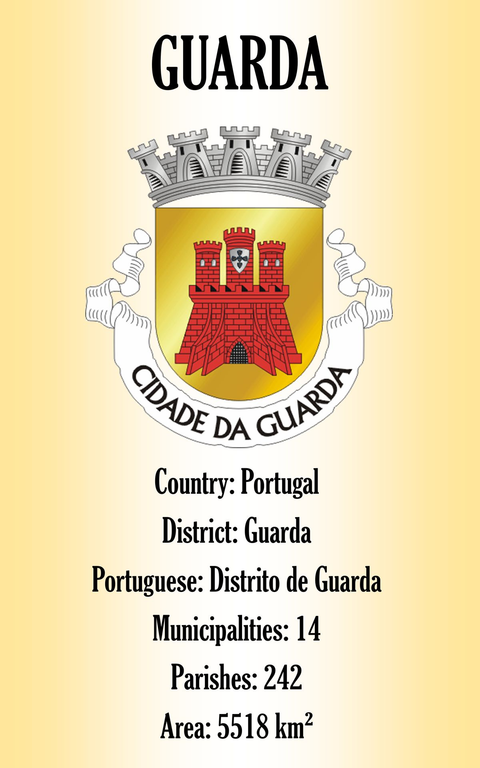 GUARDA
CIDADE DA GUARDA
Country: Portugal
District: Guarda
Portuguese: Distrito de Guarda
Municipalities: 14
Parishes: 242
Area: 5518 km²